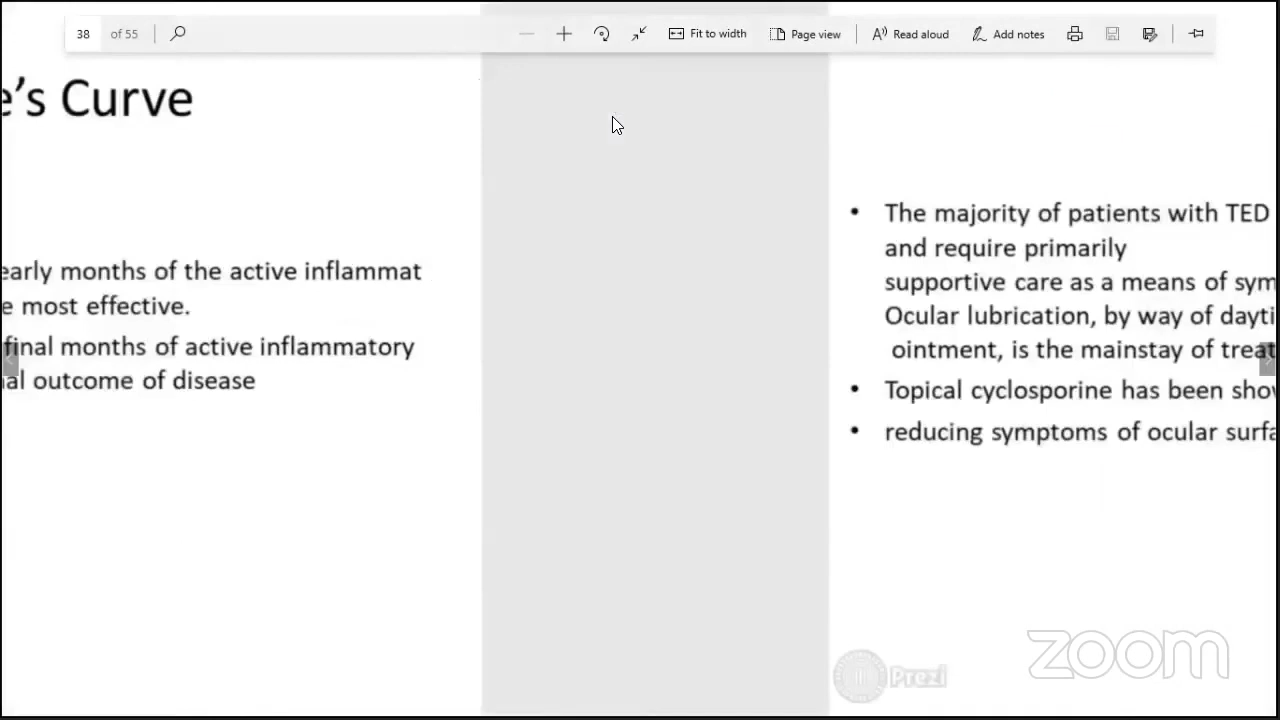 38 of 55
Fit to width
Page view
Read aloud
Add notes
e's Curve
early months of the active inflammat
e most effective.
final months of active inflammatory
nal outcome of disease
• The majority of patients with TED
and require primarily
supportive care as a means of sym
Ocular lubrication, by way of dayti
ointment, is the mainstay of treat
• Topical cyclosporine has been show
• reducing symptoms of ocular surfa
Prezi
zoom